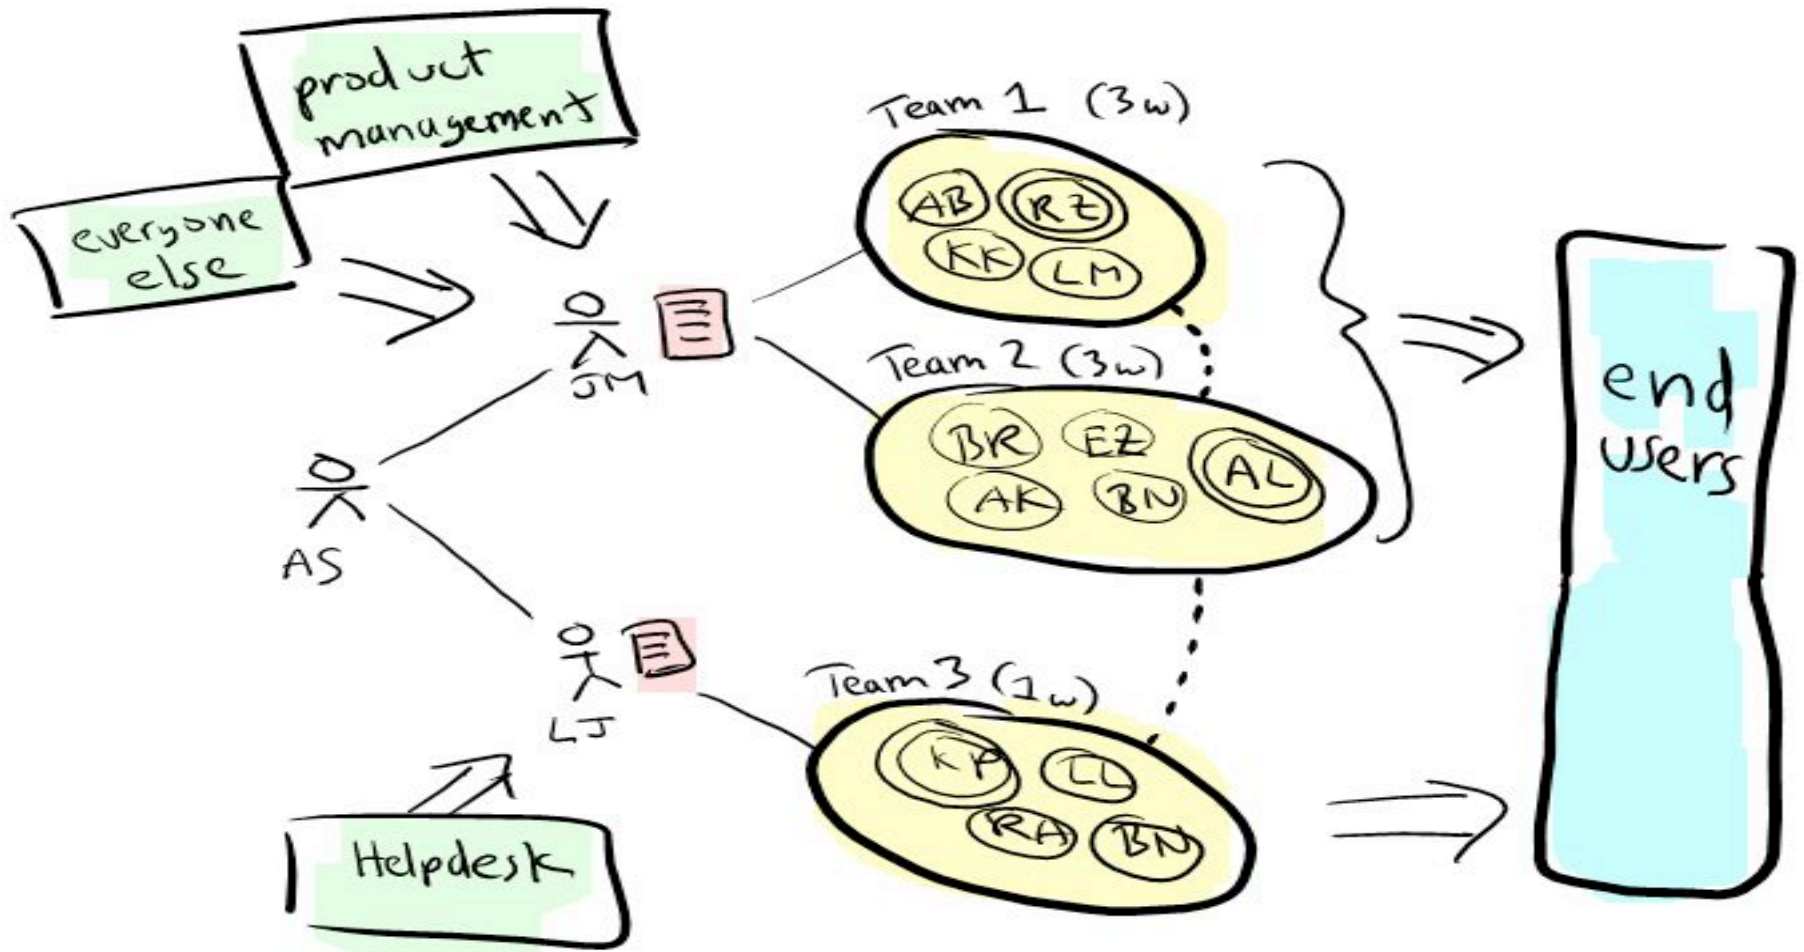 product
management
everyone
else
Team 1 (3w)
AB
RZ
KK
LM
JM
Team 2 (3w)
BR
EZ
AL
AK
BN
end
users
AS
LJ
Team 3 (1w)
KP
LL
RA
BN
Helpdesk